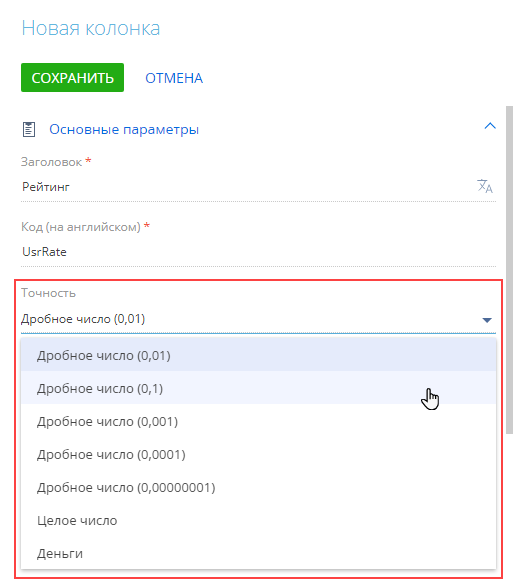 Новая колонка
СОХРАНИТЬ ОТМЕНА
Основные параметры
Заголовок *
Рейтинг
Код (на английском) *
UsrRate
Точность
Дробное число (0,01)
Дробное число (0,01)
Дробное число (0,1)
Дробное число (0,001)
Дробное число (0,0001)
Дробное число (0,00000001)
Целое число
Деньги